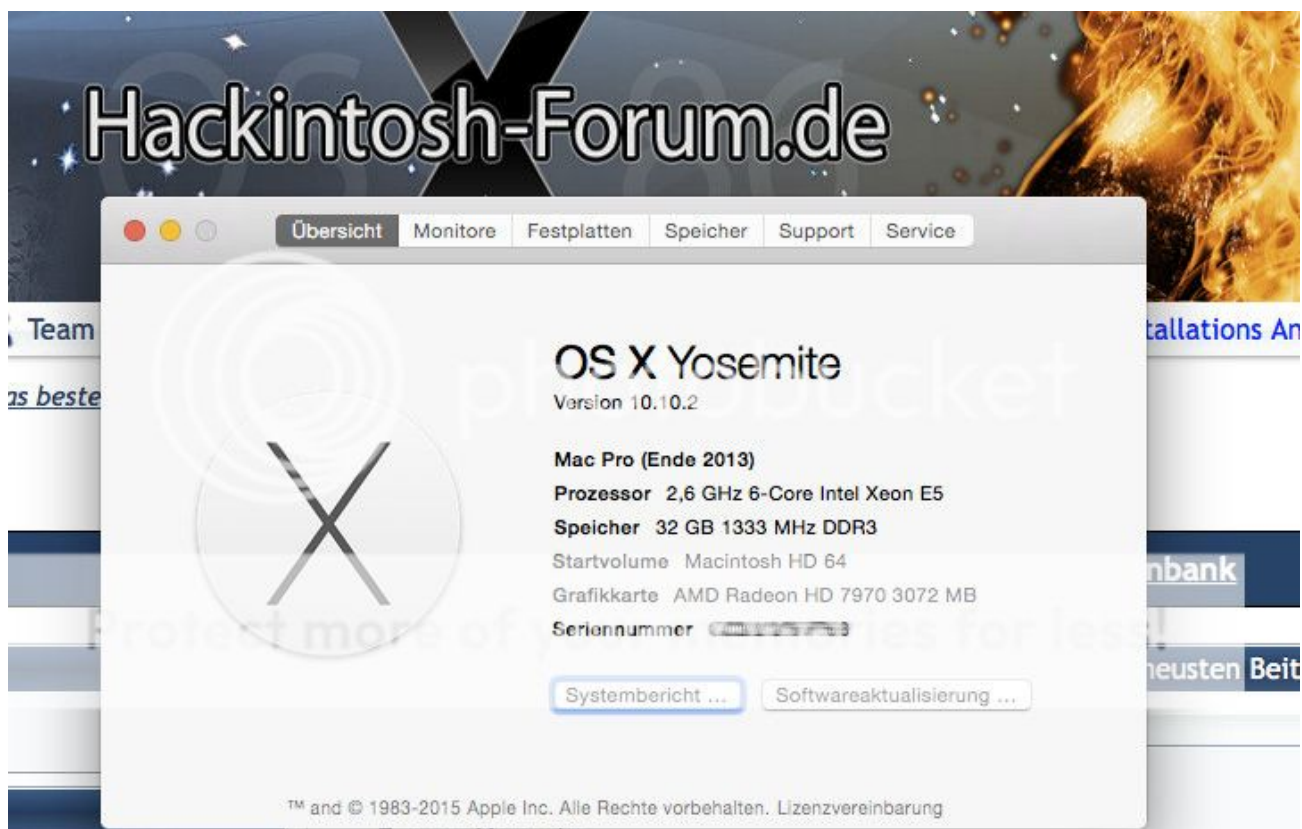 OS X 86
Hackintosh-Forum.de
Übersicht Monitore Festplatten Speicher Support Service
Team
tallations An
as beste
OS X Yosemite
Version 10.10.2
photobucket
Mac Pro (Ende 2013)
Prozessor 2,6 GHz 6-Core Intel Xeon E5
Speicher 32 GB 1333 MHz DDR3
Startvolume Macintosh HD 64
nbank
Grafikkarte AMD Radeon HD 7970 3072 MB
Protect more of your memories for less!
Seriennummer
neusten Beit
Systembericht ... Softwareaktualisierung ...
™ and © 1983-2015 Apple Inc. Alle Rechte vorbehalten. Lizenzvereinbarung